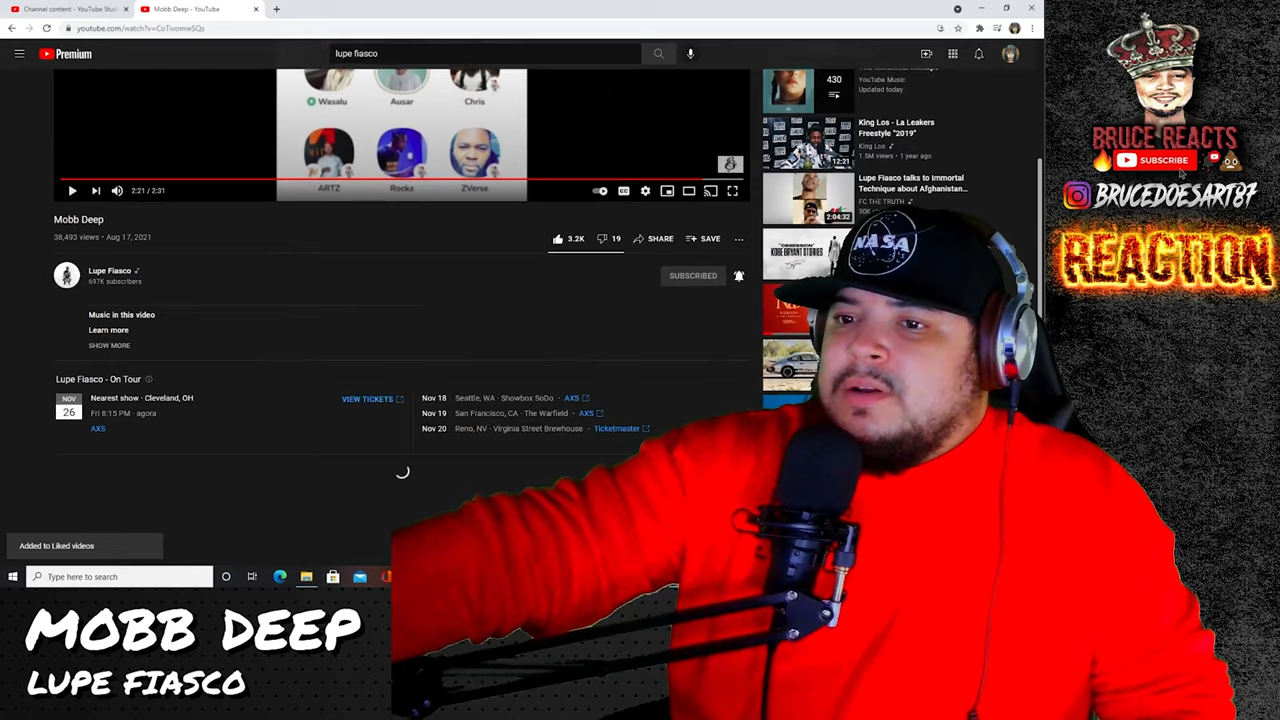 Channel content - YouTube Stud
Mobb Deep - YouTube
youtube.com/watch?v=CoTivomwSQs
Premium
lupe fiasco
Wasalu
Ausar
Chris
ARTZ
Rockz
ZVerse
2:21 / 2:31
Mobb Deep
38,493 views • Aug 17, 2021
3.2K
19
SHARE
SAVE
Lupe Fiasco
697K subscribers
SUBSCRIBED
Music in this video
Learn more
SHOW MORE
Lupe Fiasco - On Tour
NOV
26
Nearest show · Cleveland, OH
Fri 8:15 PM · agora
AXS
VIEW TICKETS
Nov 18 Seattle, WA · Showbox SoDo AXS
Nov 19 San Francisco, CA · The Warfield AXS
Nov 20 Reno, NV · Virginia Street Brewhouse Ticketmaster
430
YouTube Music
Updated today
King Los - La Leakers
Freestyle "2019"
King Los
1.5M views • 1 year ago
12:21
Lupe Fiasco talks to Immortal
Technique about Afghanistan...
FC THE TRUTH
30K
2:04:32
KOBE BRYANT
STORIES
NASA
Added to Liked videos
Type here to search
MOBB DEEP
LUPE FIASCO
BRUCE REACTS
SUBSCRIBE
BRUCEDOESART87
REACTION